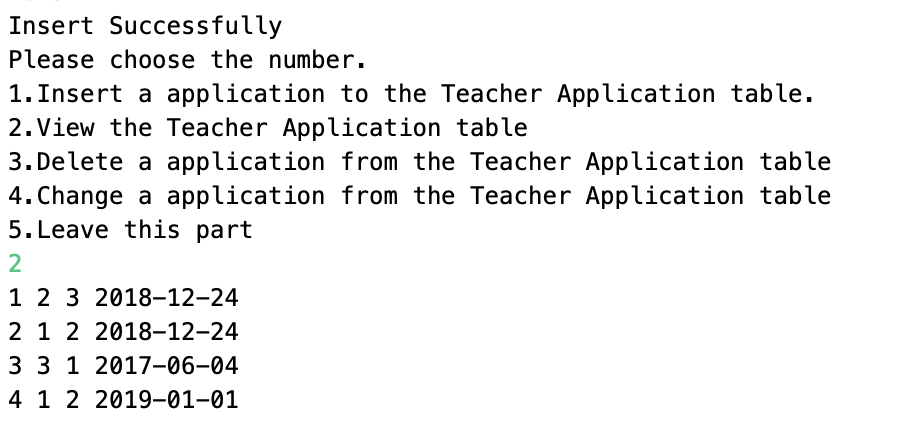 Insert Successfully
Please choose the number.
1.Insert a application to the Teacher Application table.
2.View the Teacher Application table
3.Delete a application from the Teacher Application table
4.Change a application from the Teacher Application table
5.Leave this part
2
1 2 3 2018-12-24
2 1 2 2018-12-24
3 3 1 2017-06-04
4 1 2 2019-01-01